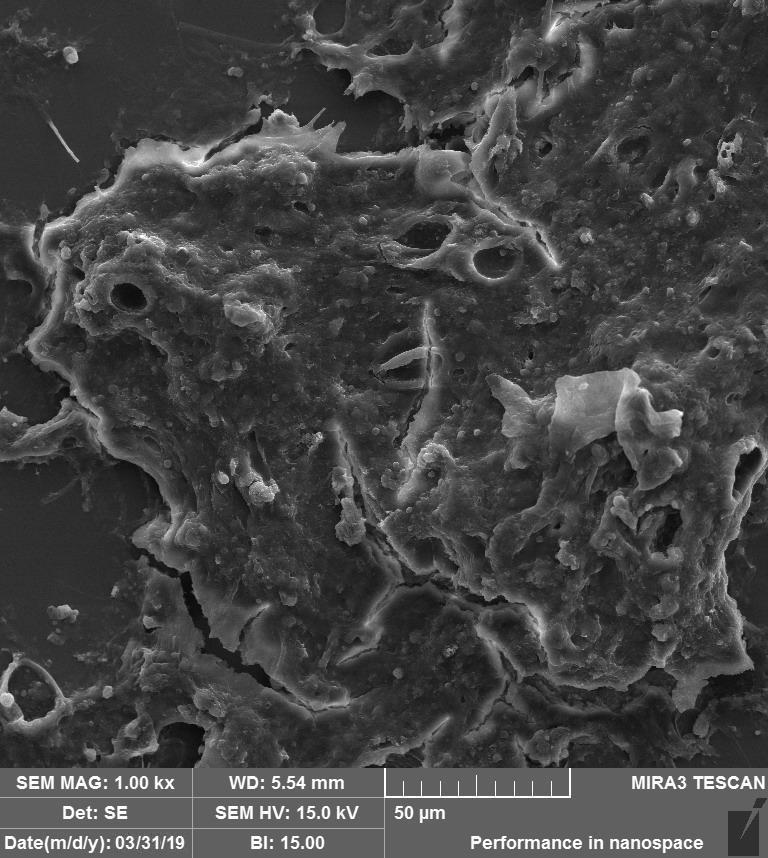 SEM MAG: 1.00 kx
WD: 5.54 mm
MIRA3 TESCAN
Det: SE
SEM HV: 15.0 kV
50 µm
Date(m/d/y): 03/31/19
BI: 15.00
Performance in nanospace